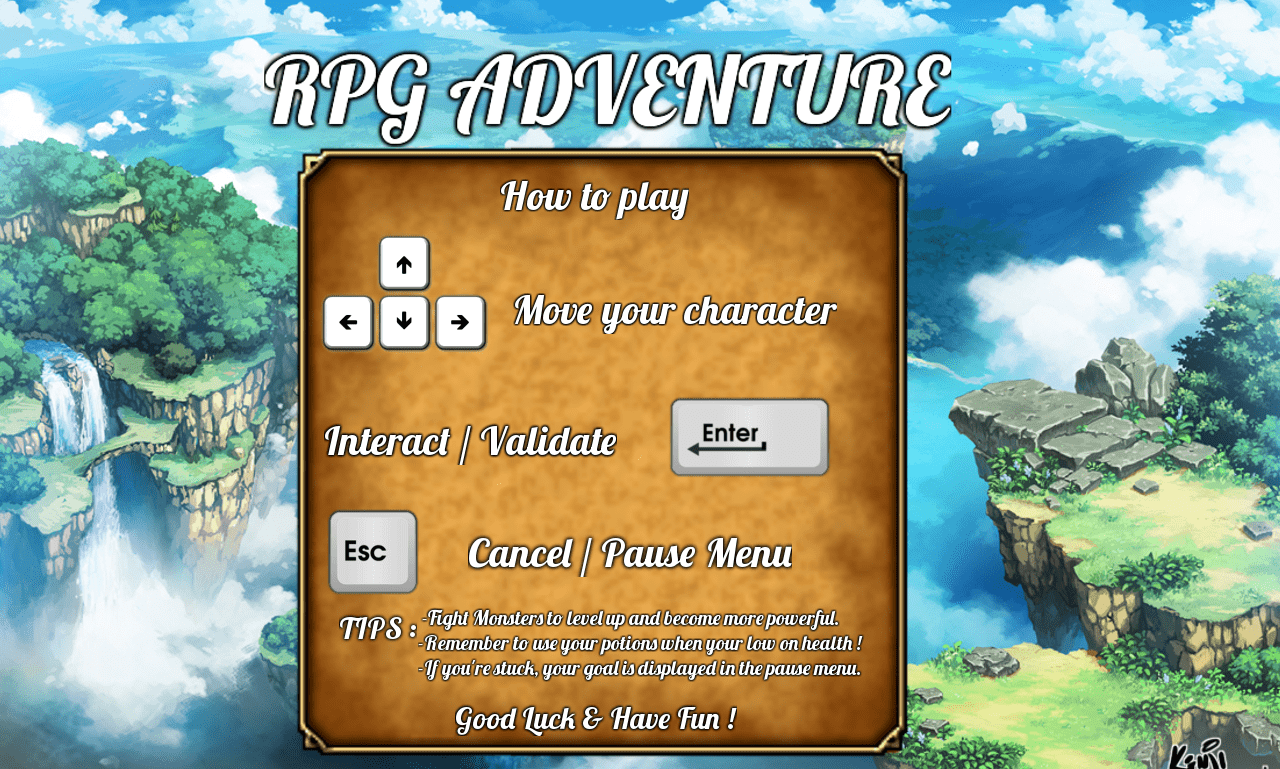 RPG ADVENTURE
How to play
Move your character
Interact / Validate
Enter
Esc
Cancel / Pause Menu
TIPS :
-Fight Monsters to level up and become more powerful.
-Remember to use your potions when your low on health !
-If you're stuck, your goal is displayed in the pause menu.
Good Luck & Have Fun !